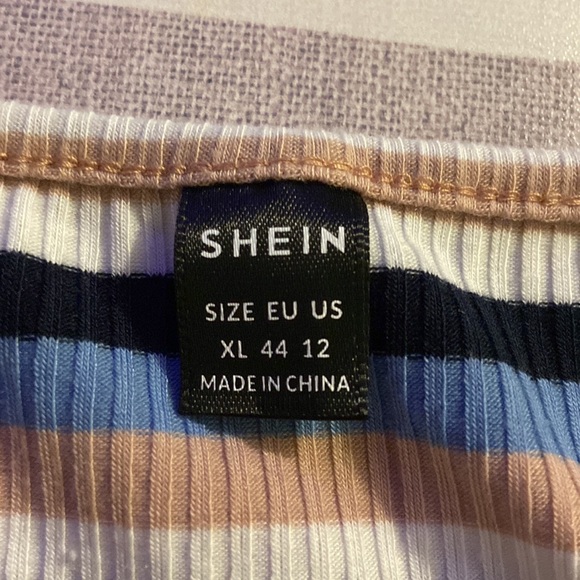 SHEIN
SIZE EU US
XL 44 12
MADE IN CHINA